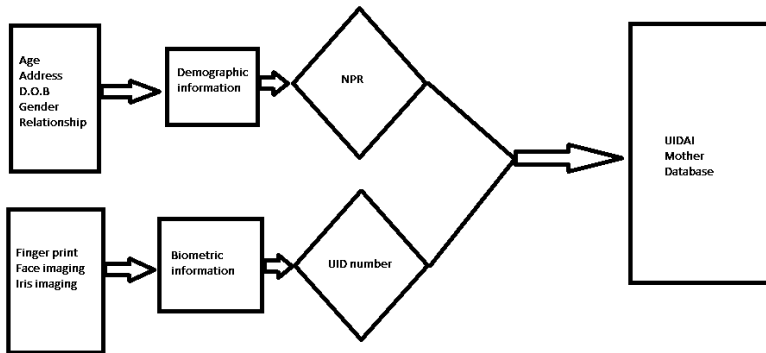 Age
Address
D.O.B
Gender
Relationship
Demographic
information
NPR
UIDAI
Mother
Database
Finger print
Face imaging
Iris imaging
Biometric
information
UID number